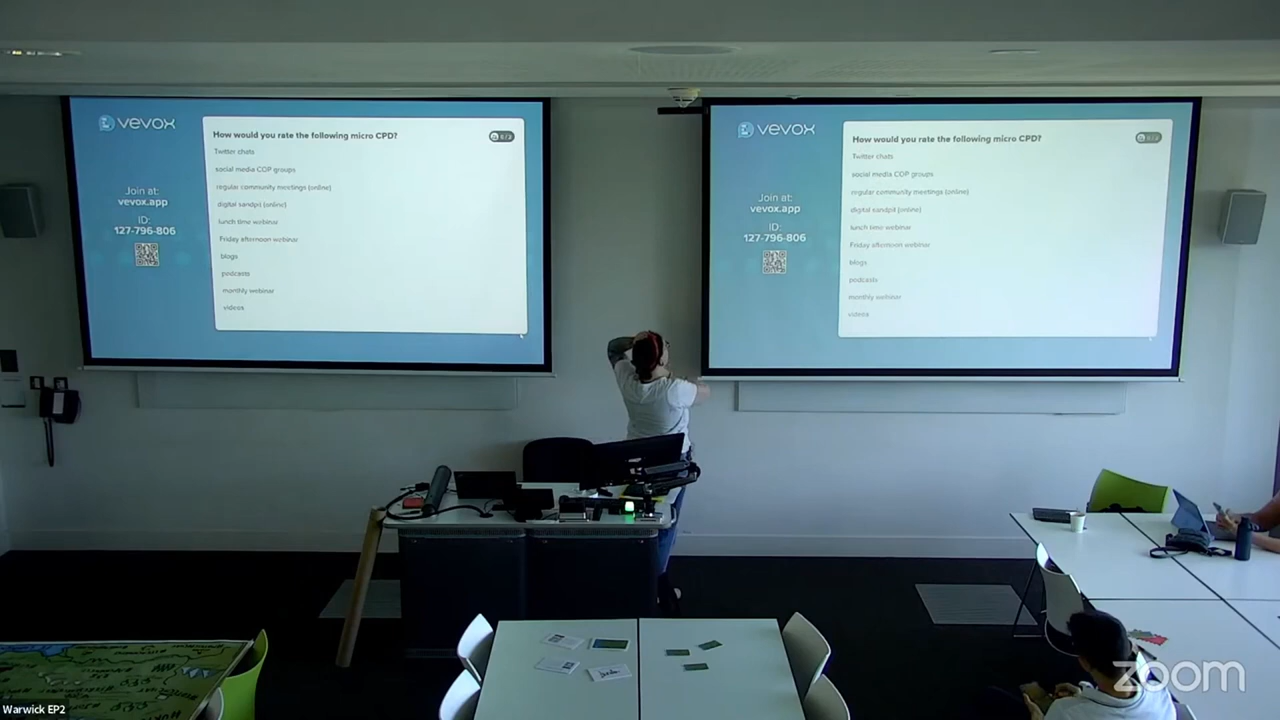 vevox
Join at:
vevox.app
ID:
127-796-806
How would you rate the following micro CPD?
Twitter chats
social media COP groups
regular community meetings (online)
digital sandpit (online)
lunch time webinar
Friday afternoon webinar
blogs
podcasts
monthly webinar
videos
vevox
Join at:
vevox.app
ID:
127-796-806
How would you rate the following micro CPD?
Twitter chats
social media COP groups
regular community meetings (online)
digital sandpit (online)
lunch time webinar
Friday afternoon webinar
blogs
podcasts
monthly webinar
videos
Warwick EP2
zoom